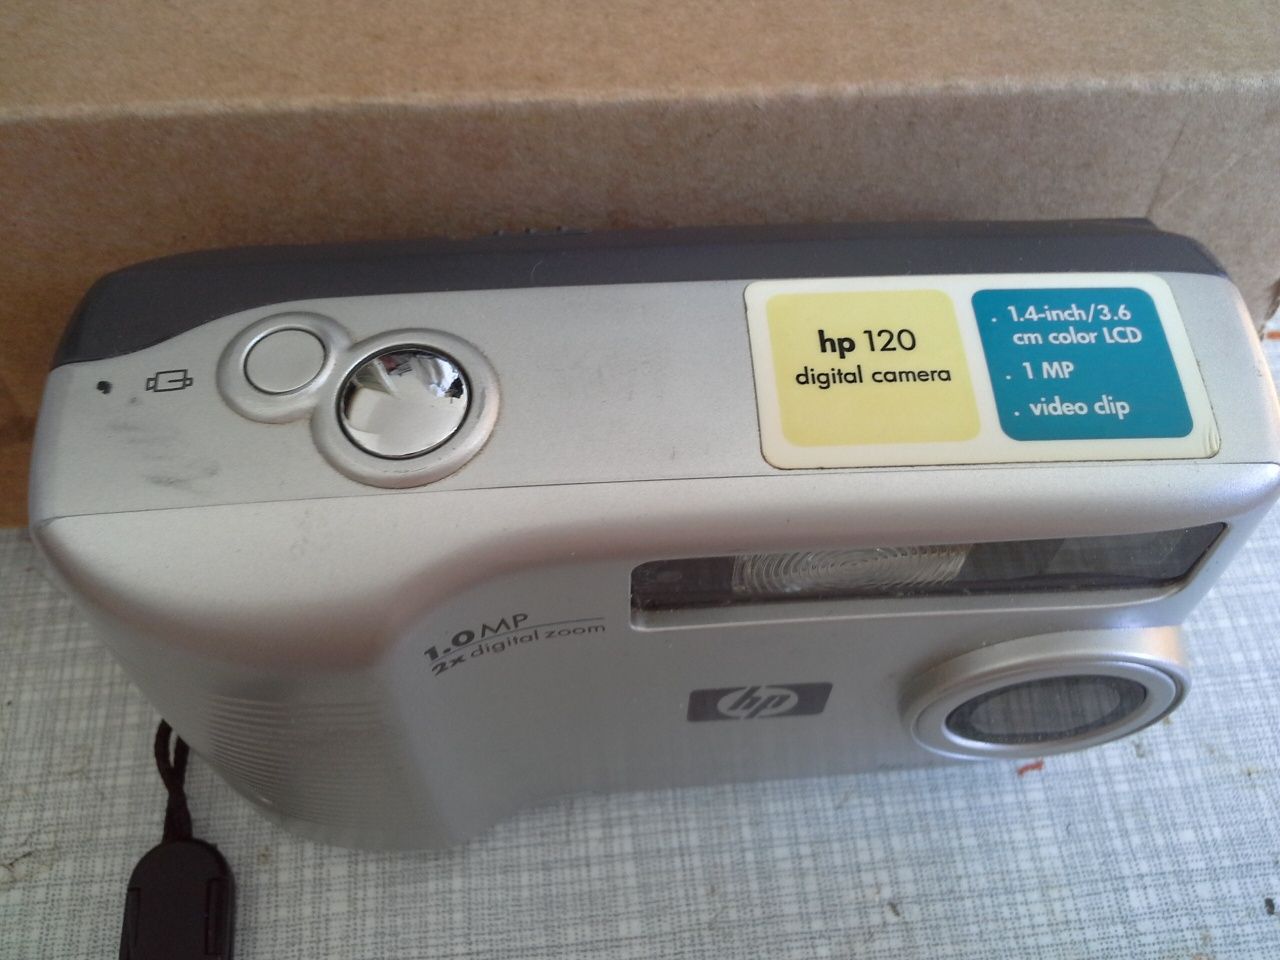 hp 120
digital camera
. 1.4-inch/3.6
cm color LCD
. 1 MP
. video clip
1.0MP
2x digital zoom
hp